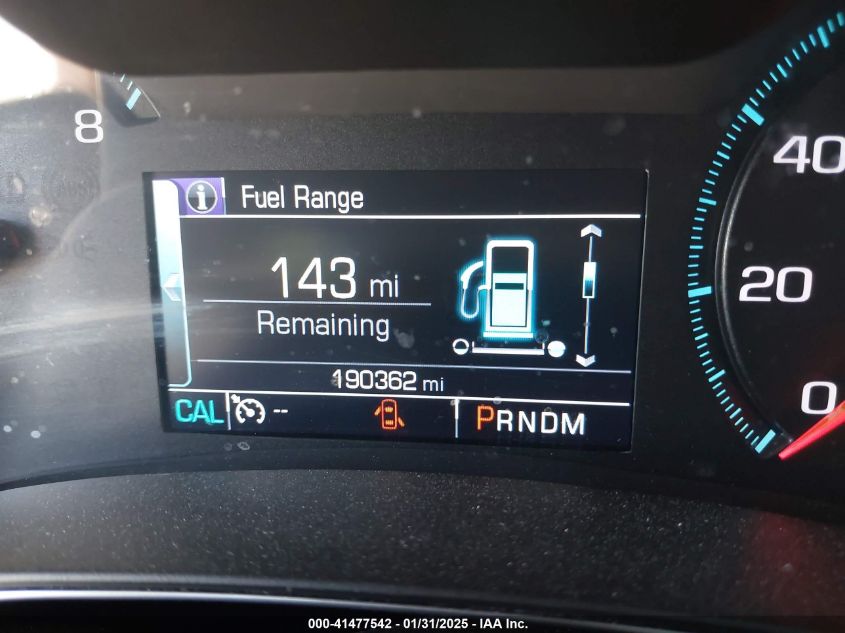 8
Fuel Range
143 mi
Remaining
190362 mi
CAL --
PRNDM
40
20
0
000-41477542 - 01/31/2025 - IAA Inc.